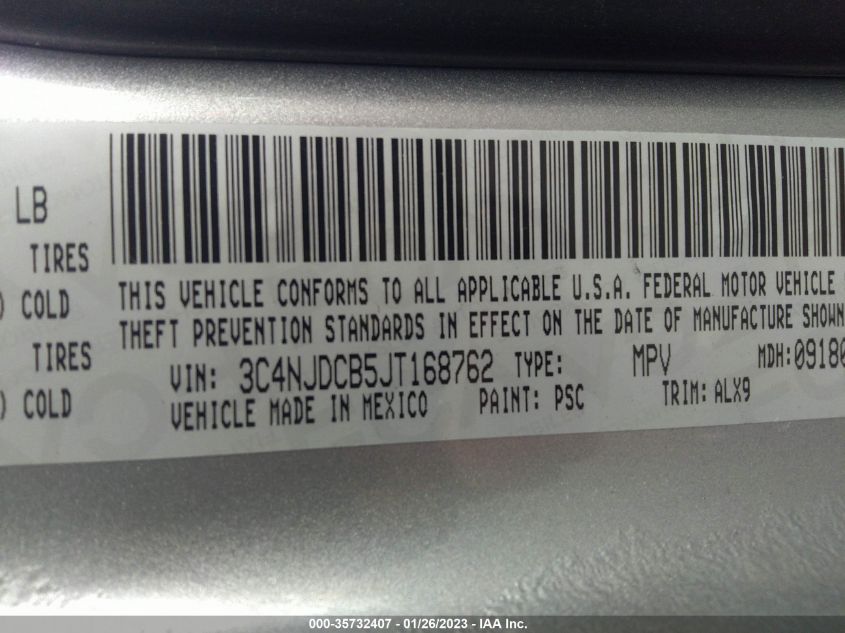 LB
TIRES
) COLD
TIRES
) COLD
THIS VEHICLE CONFORMS TO ALL APPLICABLE U.S.A. FEDERAL MOTOR VEHICLE
THEFT PREVENTION STANDARDS IN EFFECT ON THE DATE OF MANUFACTURE SHOWN
VIN: 3C4NJDCB5JT168762 TYPE: MPV MDH:09180
VEHICLE MADE IN MEXICO PAINT: PSC TRIM: ALX9
000-35732407 - 01/26/2023 - © IAA, Inc.